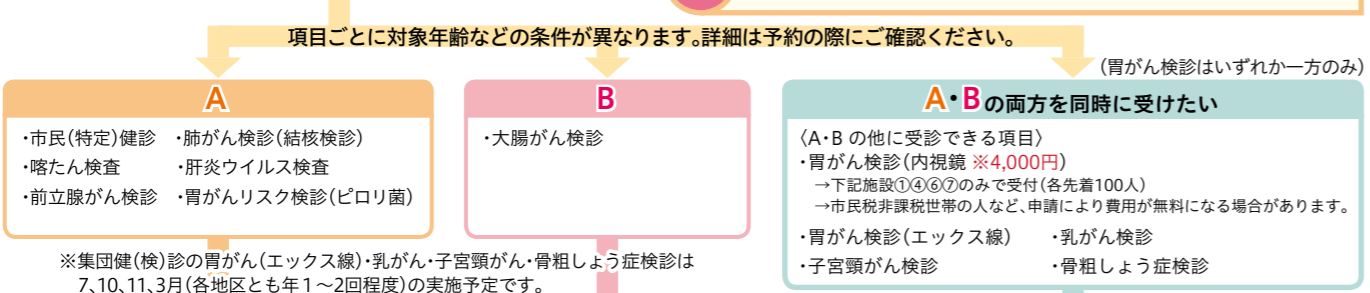 項目ごとに対象年齢などの条件が異なります。詳細は予約の際にご確認ください。
(胃がん検診はいずれか一方のみ)
A
・市民(特定)健診 ・肺がん検診(結核検診)
・喀たん検査 ・肝炎ウイルス検査
・前立腺がん検診 ・胃がんリスク検診(ピロリ菌)
B
・大腸がん検診
A・Bの両方を同時に受けたい
〈A・B の他に受診できる項目〉
・胃がん検診(内視鏡 ※4,000円)
→下記施設①④⑥⑦のみで受付(各先着100人)
→市民税非課税世帯の人など、申請により費用が無料になる場合があります。
・胃がん検診(エックス線) ・乳がん検診
・子宮頸がん検診 ・骨粗しょう症検診
※集団健(検)診の胃がん(エックス線)・乳がん・子宮頸がん・骨粗しょう症検診は
7、10、11、3月(各地区とも年1~2回程度)の実施予定です。